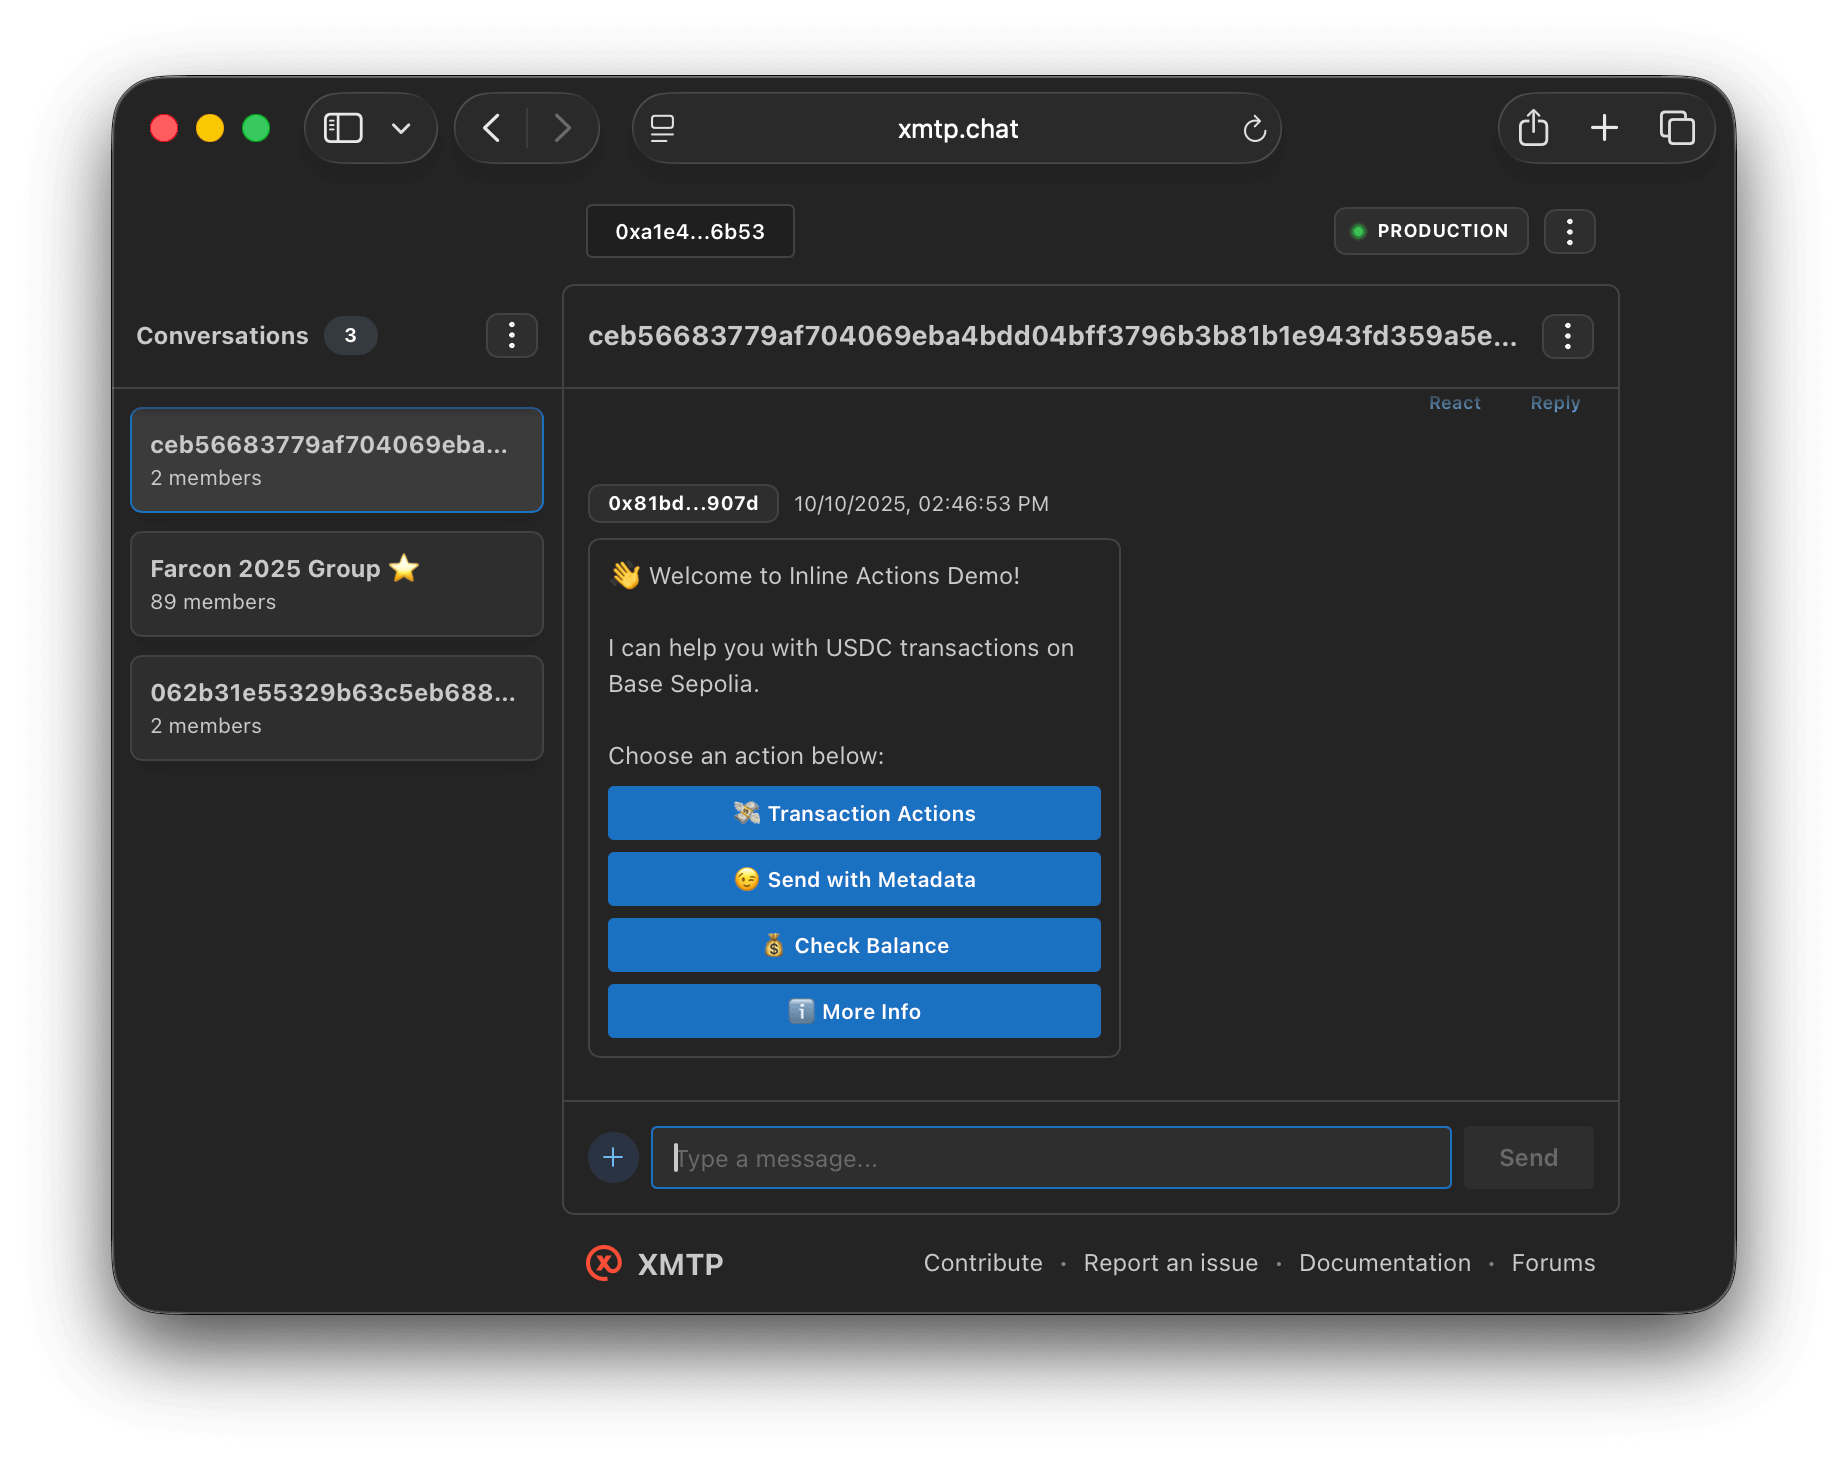 xmtp.chat
0xa1e4...6b53
PRODUCTION
Conversations 3
ceb56683779af704069eba...
2 members
Farcon 2025 Group ⭐
89 members
062b31e55329b63c5eb688...
2 members
ceb56683779af704069eba4bdd04bff3796b3b81b1e943fd359a5e...
React Reply
0x81bd...907d 10/10/2025, 02:46:53 PM
👋 Welcome to Inline Actions Demo!
I can help you with USDC transactions on
Base Sepolia.
Choose an action below:
💸 Transaction Actions
😉 Send with Metadata
💰 Check Balance
ℹ️ More Info
Type a message...
Send
XMTP
Contribute · Report an issue · Documentation · Forums